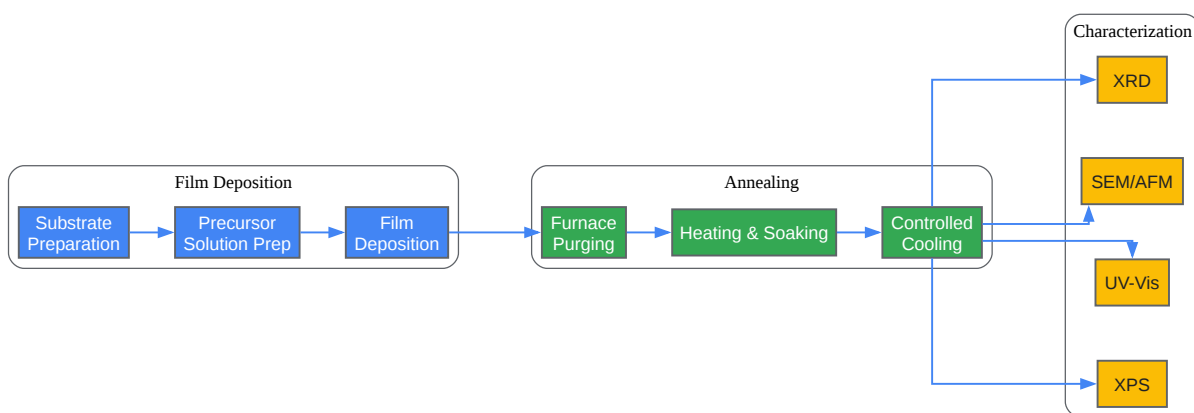 Film Deposition
Substrate
Preparation
Precursor
Solution Prep
Film
Deposition
Annealing
Furnace
Purging
Heating & Soaking
Controlled
Cooling
Characterization
XRD
SEM/AFM
UV-Vis
XPS